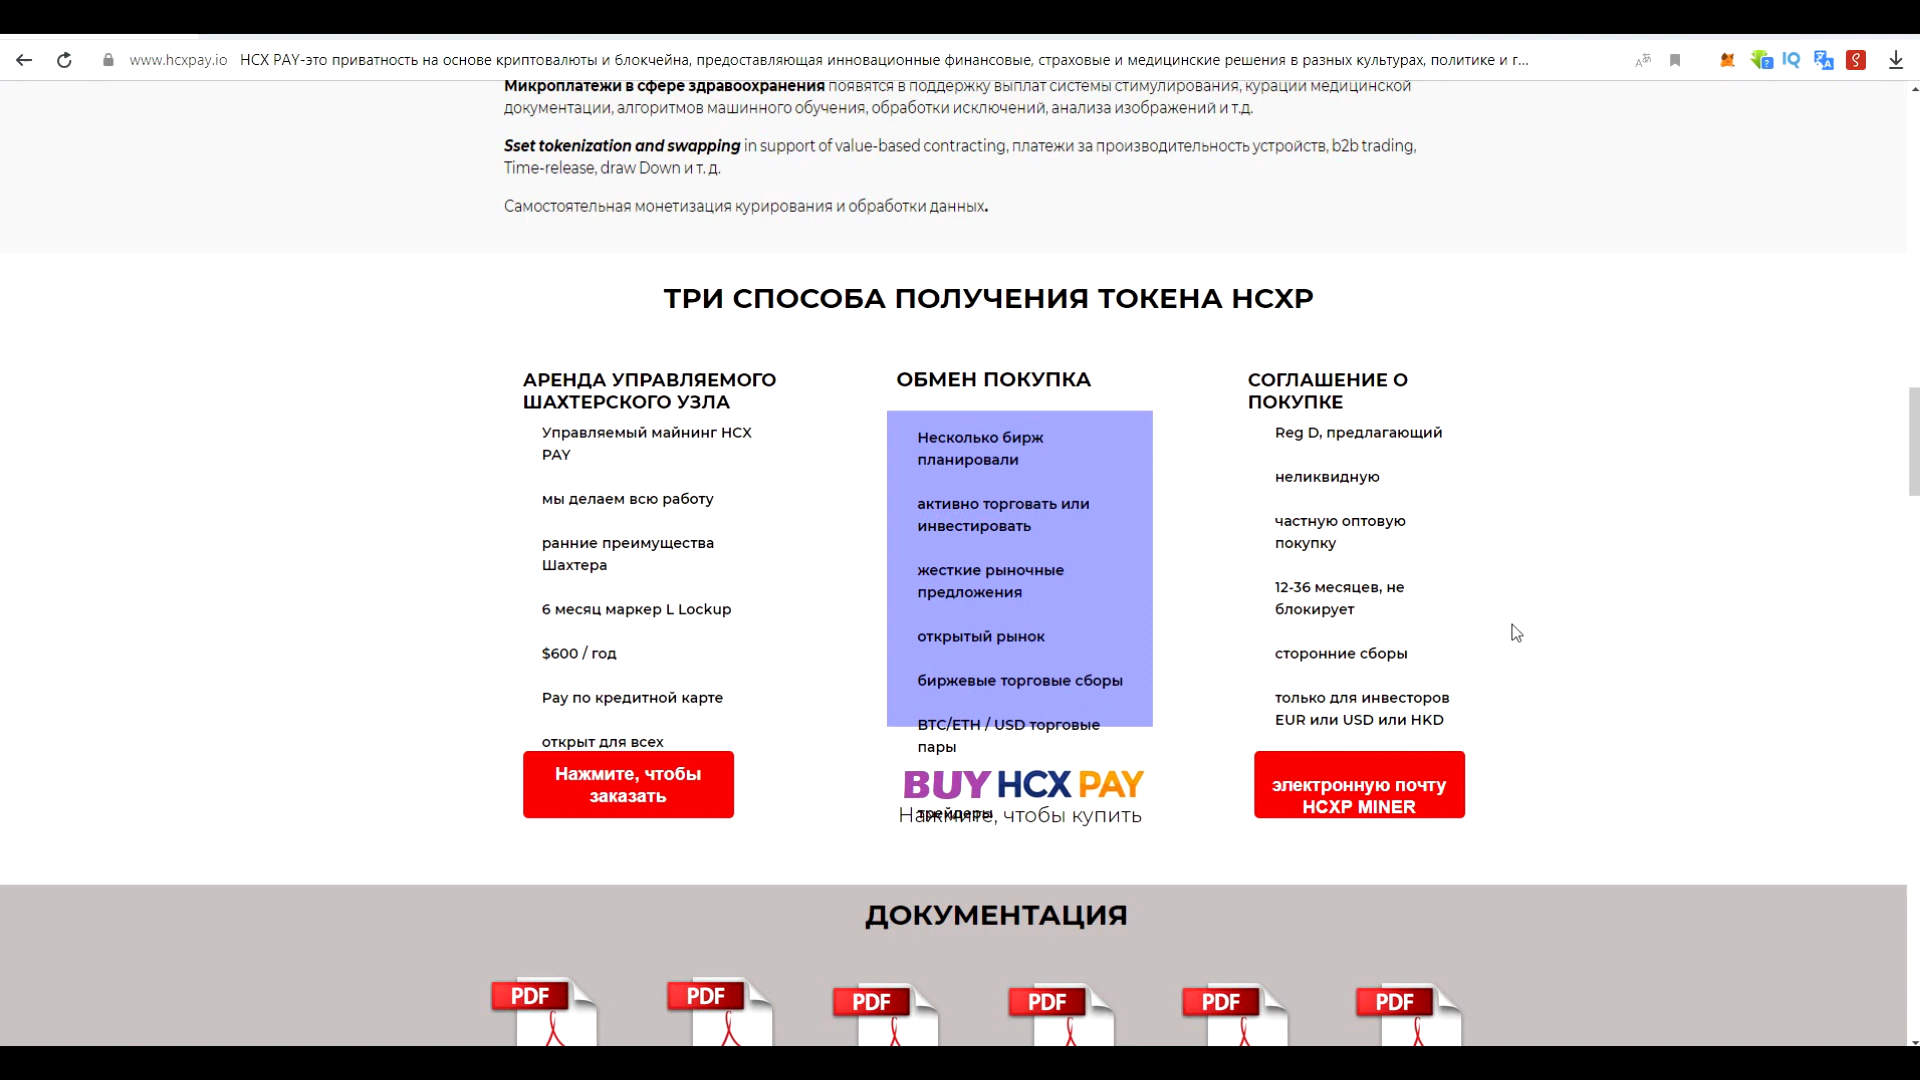 www.hcxpay.io HCX PAY-это приватность на основе криптовалюты и блокчейна, предоставляющая инновационные финансовые, страховые и медицинские решения в разных культурах, политике и г...
IQ
Микроплатежи в сфере здравоохранения появятся в поддержку выплат системы стимулирования, курации медицинской
документации, алгоритмов машинного обучения, обработки исключений, анализа изображений и т.д.
Sset tokenization and swapping in support of value-based contracting, платежи за производительность устройств, b2b trading,
Time-release, draw Down и т. д.
Самостоятельная монетизация курирования и обработки данных.
ТРИ СПОСОБА ПОЛУЧЕНИЯ ТОКЕНА HCXP
АРЕНДА УПРАВЛЯЕМОГО
ШАХТЕРСКОГО УЗЛА
Управляемый майнинг HCX
PAY
мы делаем всю работу
ранние преимущества
Шахтера
6 месяц маркер L Lockup
$600 / год
Pay по кредитной карте
открыт для всех
Нажмите, чтобы
заказать
ОБМЕН ПОКУПКА
Несколько бирж
планировали
активно торговать или
инвестировать
жесткие рыночные
предложения
открытый рынок
биржевые торговые сборы
BTC/ETH / USD торговые
пары
BUY HCX PAY
трейдеры
Нажмите, чтобы купить
СОГЛАШЕНИЕ О
ПОКУПКЕ
Reg D, предлагающий
неликвидную
частную оптовую
покупку
12-36 месяцев, не
блокирует
сторонние сборы
только для инвесторов
EUR или USD или HKD
электронную почту
HCXP MINER
ДОКУМЕНТАЦИЯ
PDF
PDF
PDF
PDF
PDF
PDF